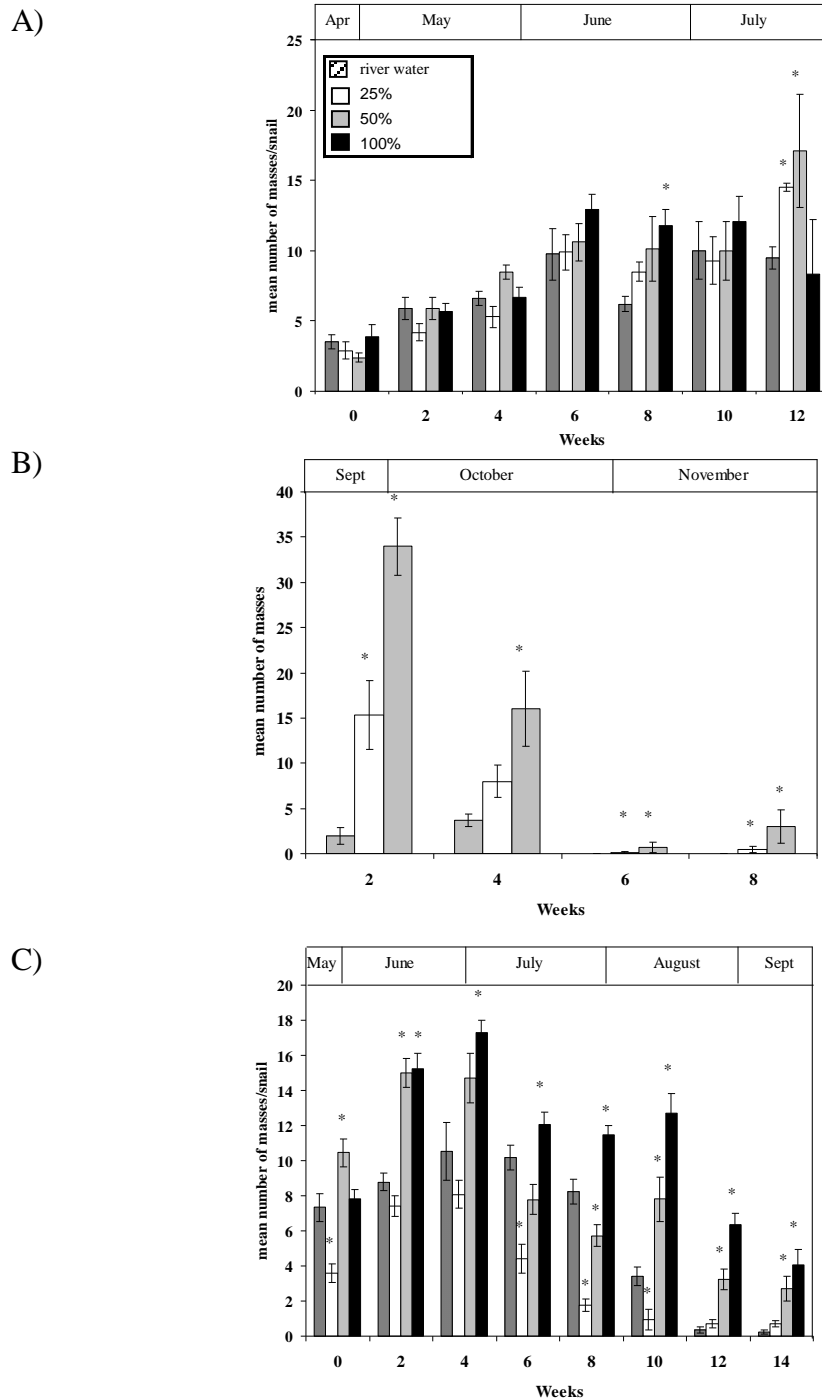 A)
Apr May June July
25
20
15
10
5
0
mean number of masses/snail
river water
25%
50%
100%
*
* *
0 2 4 6 8 10 12
Weeks
B)
Sept October November
40
35
30
25
20
15
10
5
0
mean number of masses
* *
*
* *
* *
2 4 6 8
Weeks
C)
May June July August Sept
20
18
16
14
12
10
8
6
4
2
0
mean number of masses/snail
* *
* *
*
* *
* * *
* * *
* *
* *
0 2 4 6 8 10 12 14
Weeks